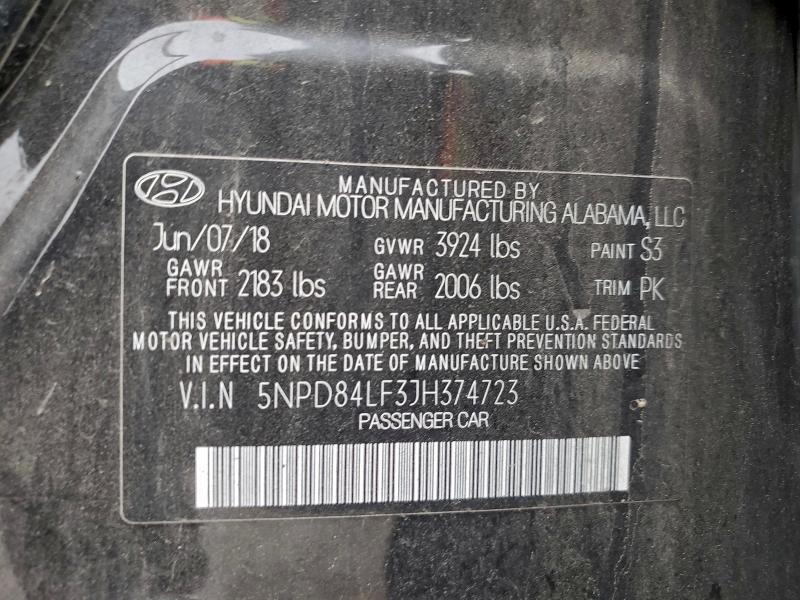 MANUFACTURED BY
HYUNDAI MOTOR MANUFACTURING ALABAMA, LLC
Jun/07/18 GVWR 3924 lbs PAINT S3
GAWR FRONT 2183 lbs GAWR REAR 2006 lbs TRIM PK
THIS VEHICLE CONFORMS TO ALL APPLICABLE U.S.A. FEDERAL
MOTOR VEHICLE SAFETY, BUMPER, AND THEFT PREVENTION STANDARDS
IN EFFECT ON THE DATE OF MANUFACTURE SHOWN ABOVE
V.I.N 5NPD84LF3JH374723
PASSENGER CAR